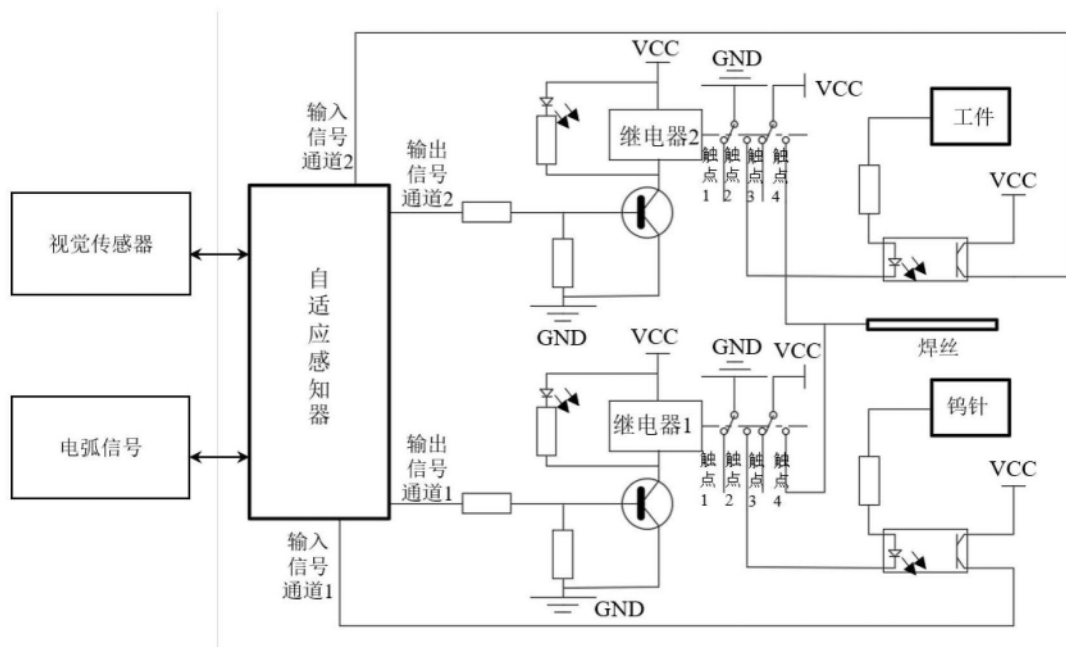 VCC
GND
VCC
输入
信号
通道2
输出
信号
通道2
继电器2
触点1
触点2
触点3
触点4
工件
VCC
视觉传感器
自适应感知器
GND
焊丝
VCC
GND
VCC
电弧信号
输出
信号
通道1
继电器1
触点1
触点2
触点3
触点4
钨针
VCC
输入
信号
通道1
GND